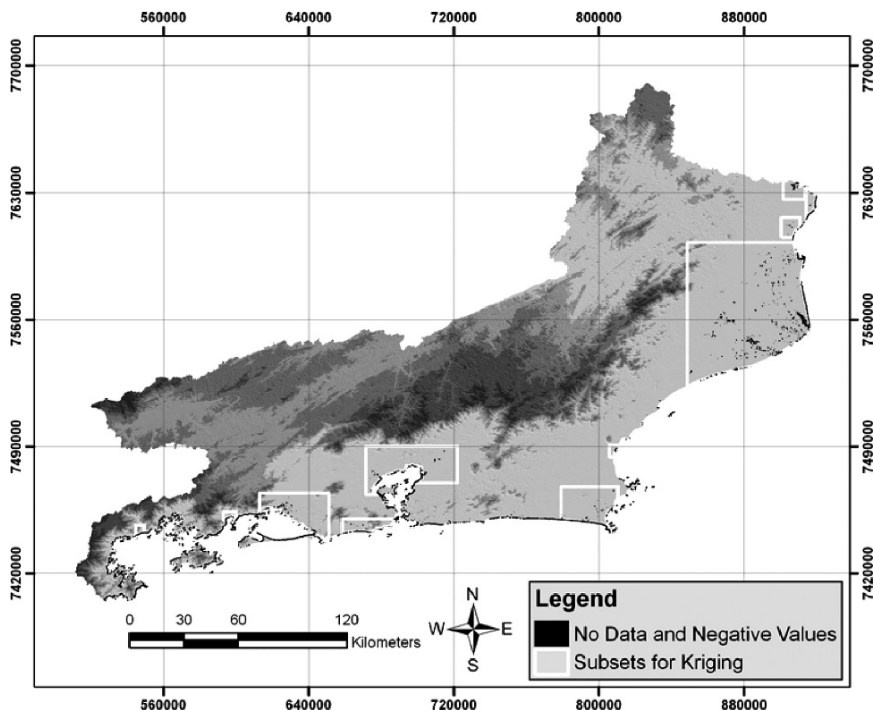 560000 640000 720000 800000 880000
7700000 7700000
7630000 7630000
7560000 7560000
7490000 7490000
7420000 7420000
N
W E
S
0 30 60 120
Kilometers
Legend
No Data and Negative Values
Subsets for Kriging
560000 640000 720000 800000 880000